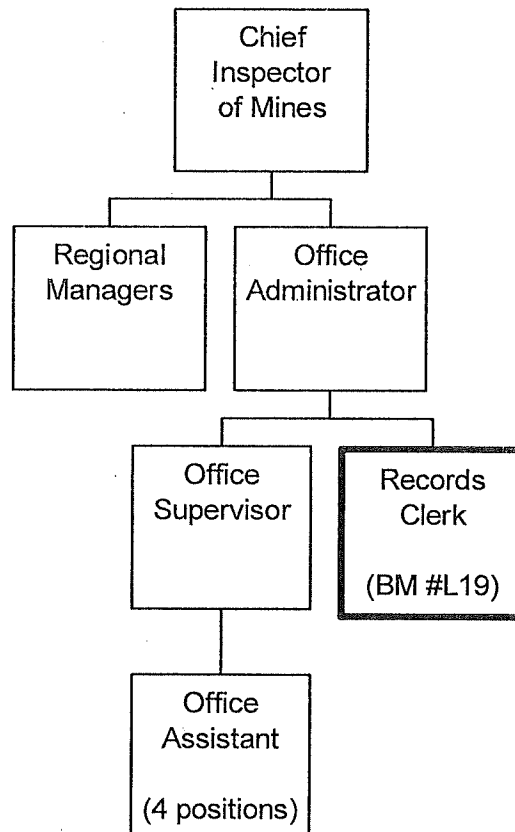 Chief
Inspector
of Mines
Regional
Managers
Office
Administrator
Office
Supervisor
Records
Clerk
(BM #L19)
Office
Assistant
(4 positions)